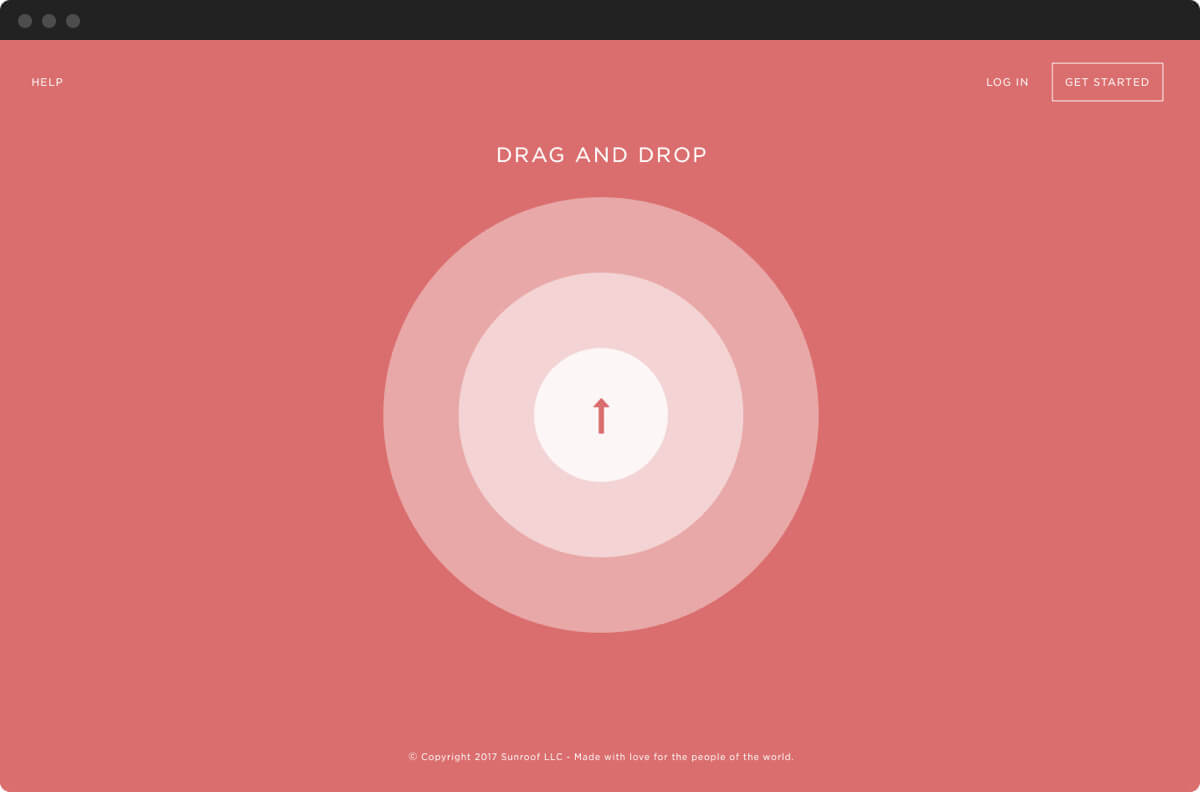 HELP
LOG IN
GET STARTED
DRAG AND DROP
© Copyright 2017 Sunroof LLC - Made with love for the people of the world.